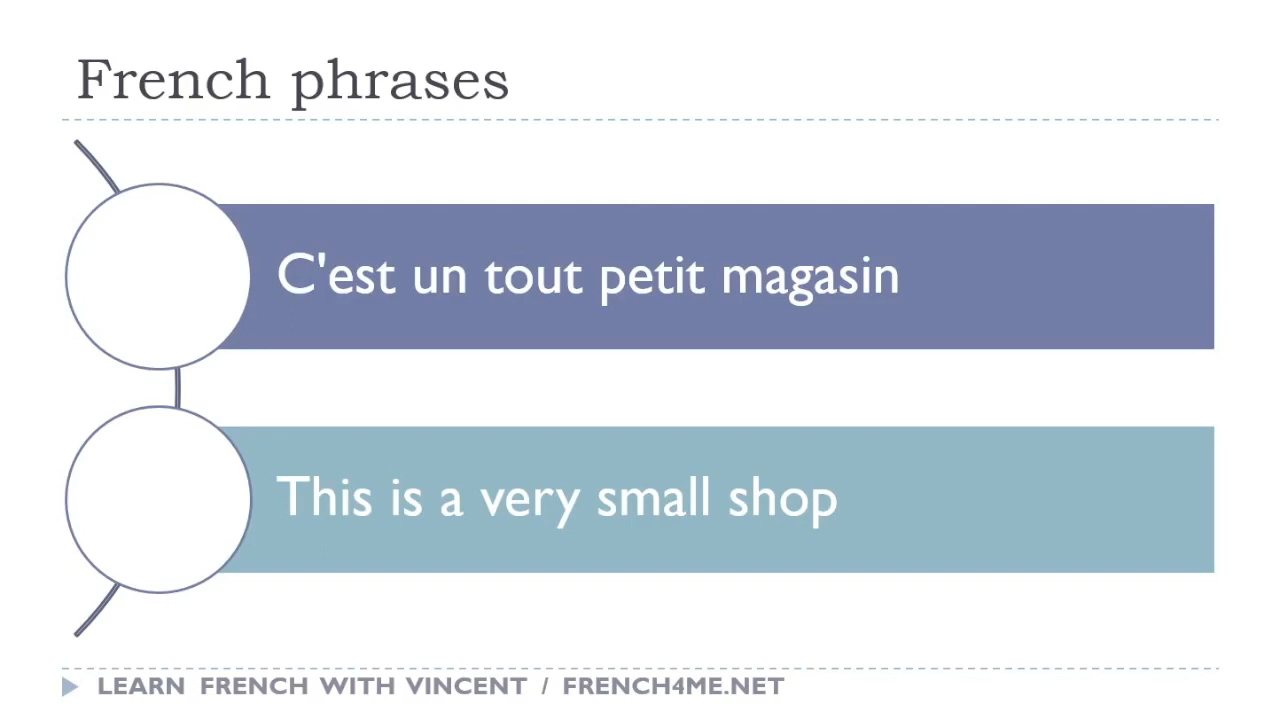 French phrases
C'est un tout petit magasin
This is a very small shop
LEARN FRENCH WITH VINCENT / FRENCH4ME.NET